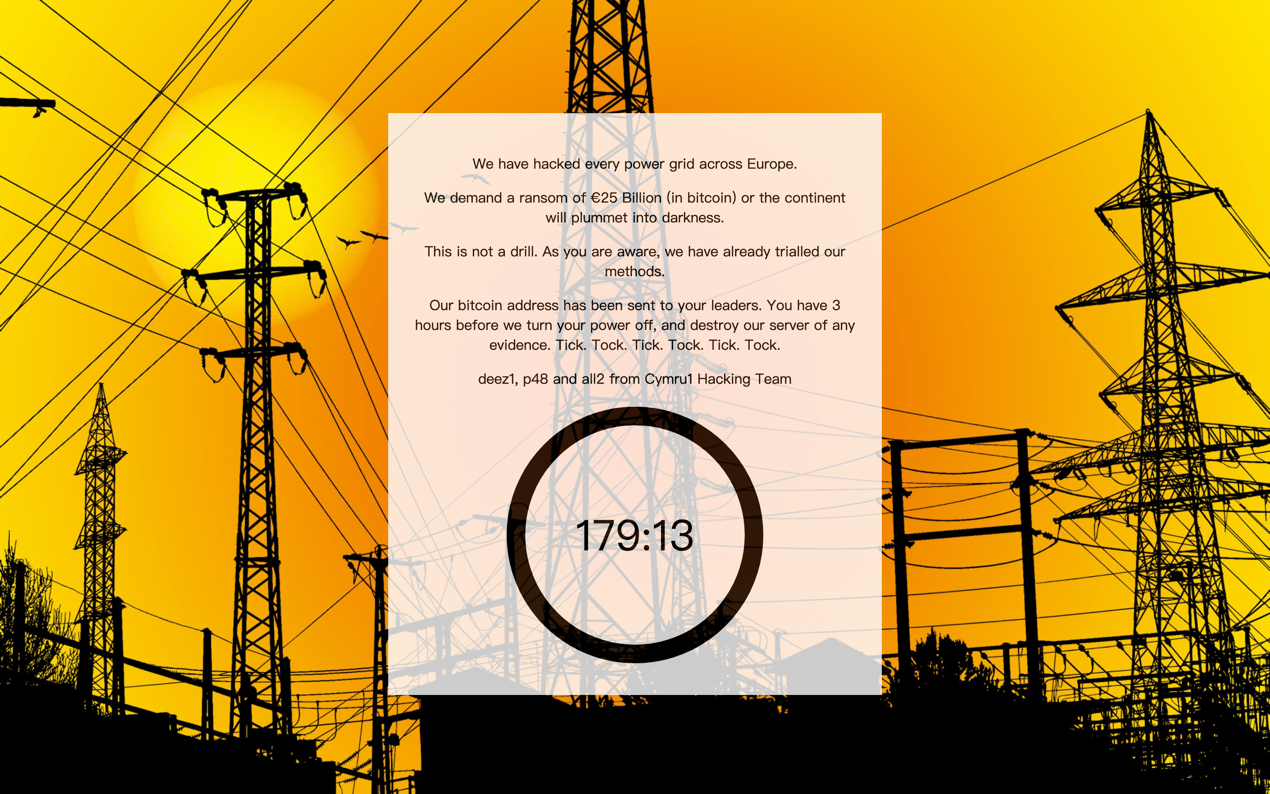 We have hacked every power grid across Europe.
We demand a ransom of €25 Billion (in bitcoin) or the continent
will plummet into darkness.
This is not a drill. As you are aware, we have already trialled our
methods.
Our bitcoin address has been sent to your leaders. You have 3
hours before we turn your power off, and destroy our server of any
evidence. Tick. Tock. Tick. Tock. Tick. Tock.
deez1, p48 and all2 from Cymru1 Hacking Team
179:13